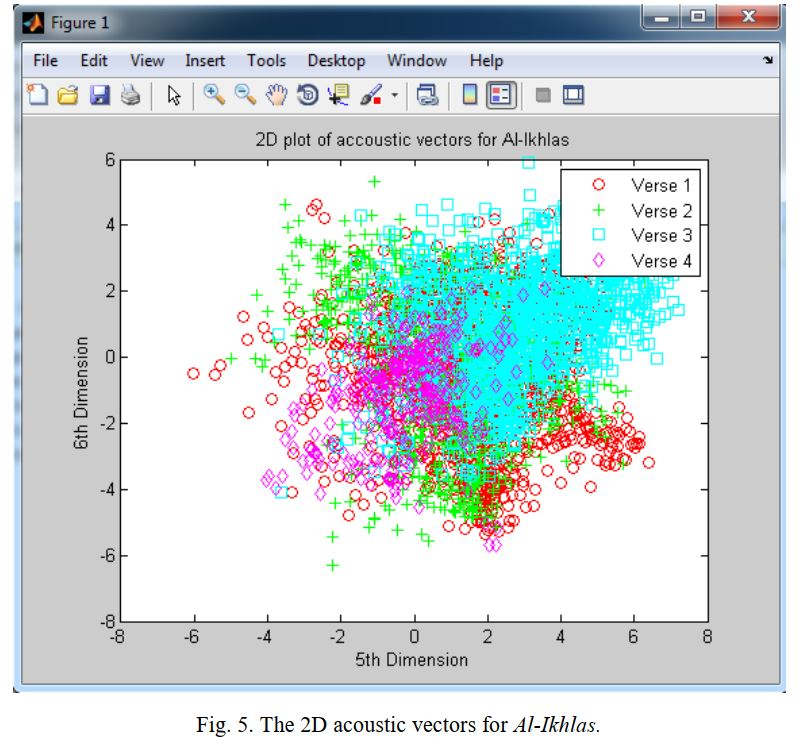 Figure 1
File Edit View Insert Tools Desktop Window Help
2D plot of accoustic vectors for Al-Ikhlas
Verse 1
Verse 2
Verse 3
Verse 4
6
4
2
0
-2
-4
-6
-8
6th Dimension
-8 -6 -4 -2 0 2 4 6 8
5th Dimension
Fig. 5. The 2D acoustic vectors for Al-Ikhlas.